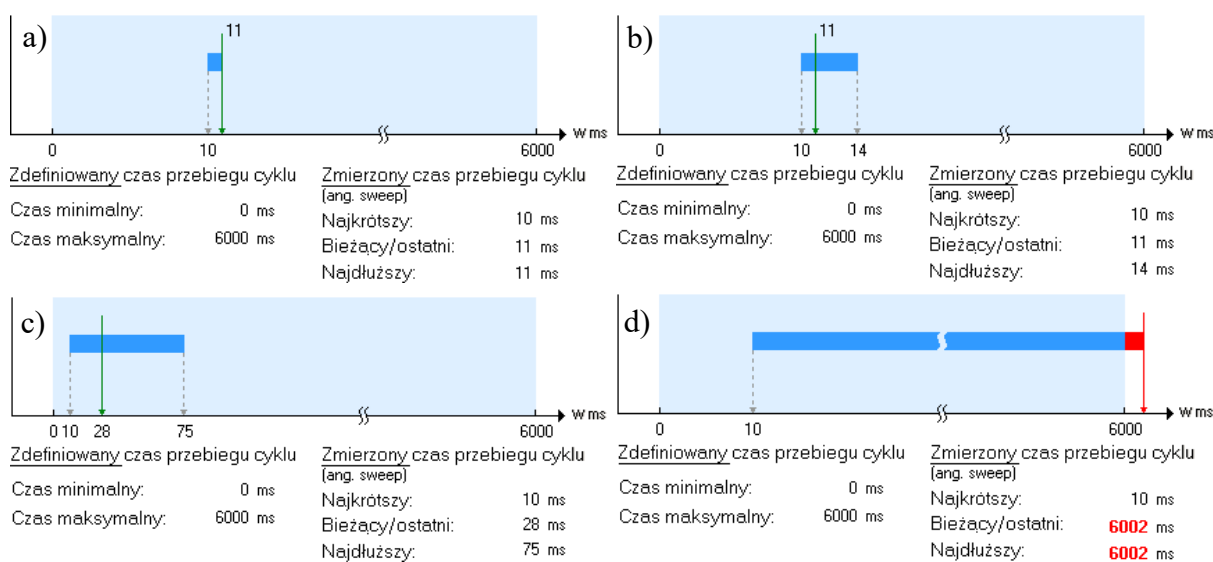 a)
11
0
10
6000
w ms
Zdefiniowany czas przebiegu cyklu
Czas minimalny: 0 ms
Czas maksymalny: 6000 ms
Zmierzony czas przebiegu cyklu
(ang. sweep)
Najkrótszy: 10 ms
Bieżący/ostatni: 11 ms
Najdłuższy: 11 ms
b)
11
0
10
14
6000
w ms
Zdefiniowany czas przebiegu cyklu
Czas minimalny: 0 ms
Czas maksymalny: 6000 ms
Zmierzony czas przebiegu cyklu
(ang. sweep)
Najkrótszy: 10 ms
Bieżący/ostatni: 11 ms
Najdłuższy: 14 ms
c)
0
10
28
75
6000
w ms
Zdefiniowany czas przebiegu cyklu
Czas minimalny: 0 ms
Czas maksymalny: 6000 ms
Zmierzony czas przebiegu cyklu
(ang. sweep)
Najkrótszy: 10 ms
Bieżący/ostatni: 28 ms
Najdłuższy: 75 ms
d)
0
10
6000
w ms
Zdefiniowany czas przebiegu cyklu
Czas minimalny: 0 ms
Czas maksymalny: 6000 ms
Zmierzony czas przebiegu cyklu
(ang. sweep)
Najkrótszy: 10 ms
Bieżący/ostatni: 6002 ms
Najdłuższy: 6002 ms